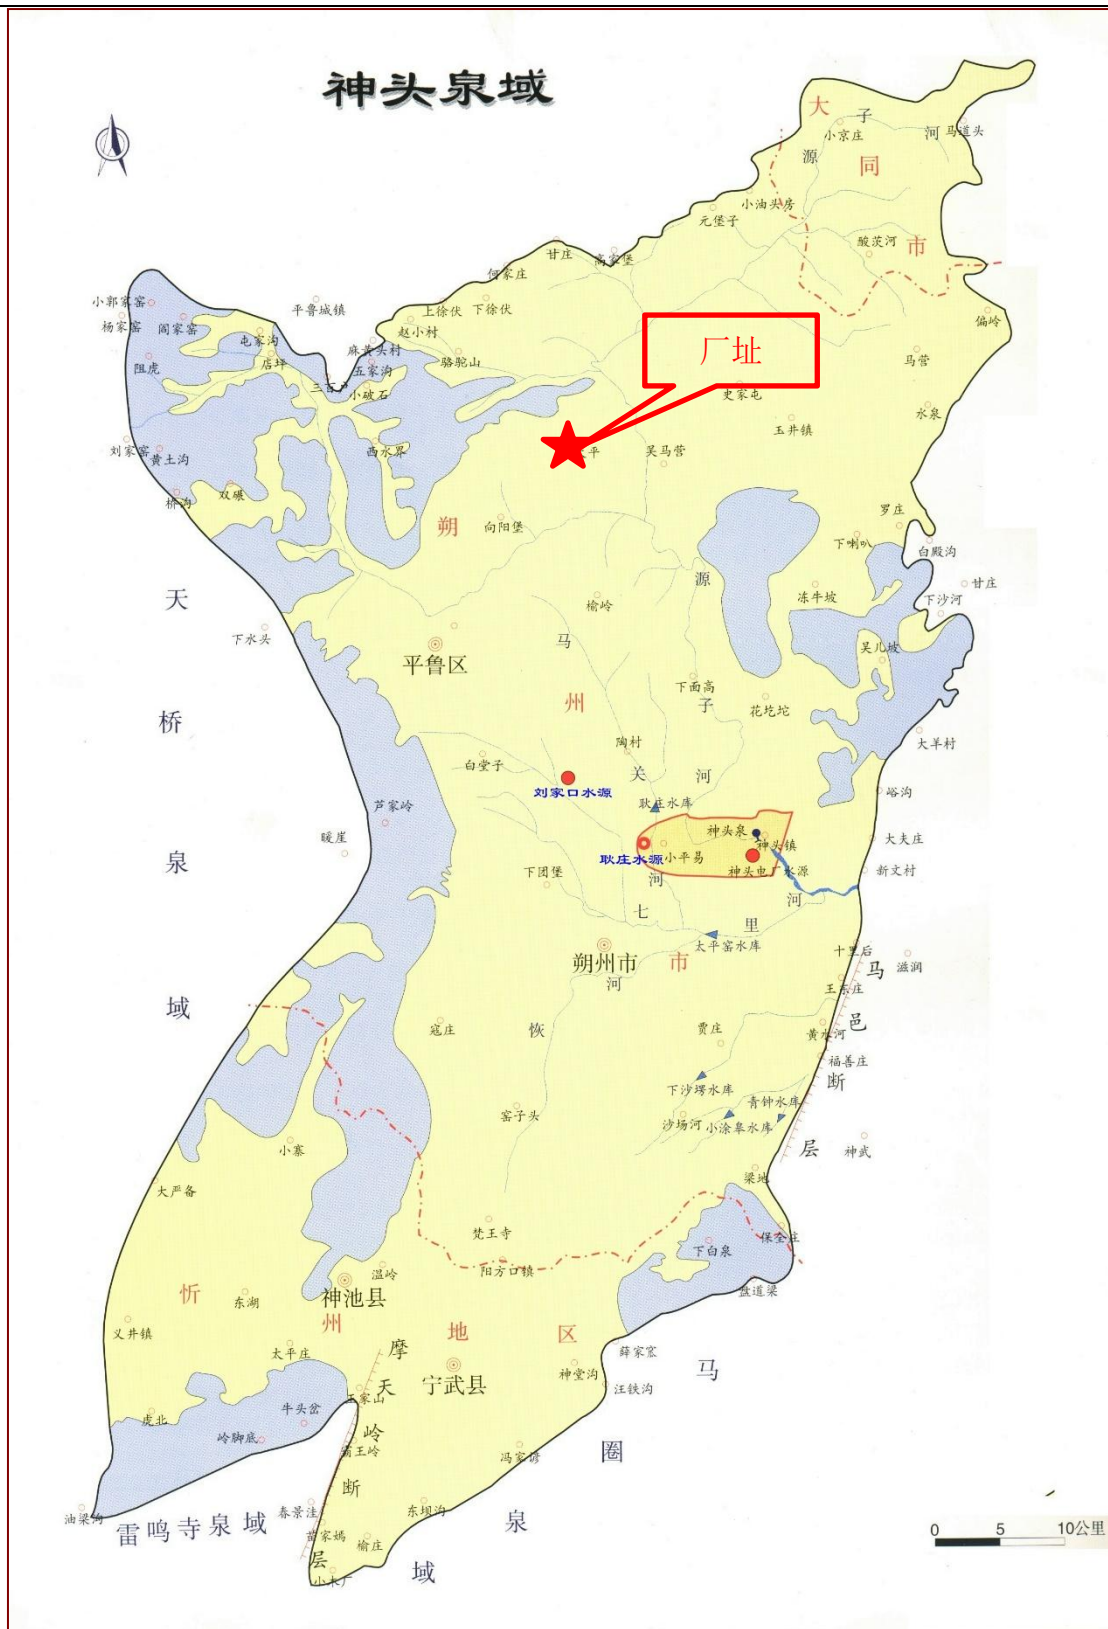 神头泉域
大同市
子
源
河
小京庄
马道头
小油头房
元堡子
酸茨河
甘庄
高家堡
何家庄
上徐伏
下徐伏
平鲁城镇
小郭家窑
杨家窑
阎家窑
赵小村
偏岭
屯家沟
麻黄头村
骆驼山
厂址
马营
阻虎
店坪
五家沟
三百户
小破石
史家屯
水泉
玉井镇
刘家窑
黄土沟
西水界
平
吴马营
桥沟
双碾
朔
向阳堡
罗庄
下喇叭
白殿沟
源
甘庄
天
榆岭
冻牛坡
下沙河
下水头
马
吴儿坡
平鲁区
下面高
桥
州
子
花圪坨
大羊村
陶村
白堂子
关
河
刘家口水源
耿庄水库
峪沟
芦家岭
神头泉
神头镇
大夫庄
暖崖
泉
耿庄水源
小平易
神头电厂水源
新文村
下团堡
河
河
七
里
太平窑水库
十里后
朔州市
市
马
滋润
河
王东庄
域
寇庄
恢
贾庄
邑
黄水河
福善庄
下沙塄水库
断
窑子头
青钟水库
沙场河
小涂皋水库
小寨
层
神武
大严备
梁地
梵王寺
保全庄
下白泉
温岭
阳方口镇
神池县
盘道梁
忻
东湖
义井镇
州
地
区
太平庄
摩
薛家窑
宁武县
神堂沟
马
天
王家山
汪铁沟
虎北
牛头岔
岭脚底
岭
霸王岭
冯家谚
圈
断
油梁沟
春景洼
东坝沟
雷鸣寺泉域
苗家媽
榆庄
泉
层
小木厂
域
0 5 10公里